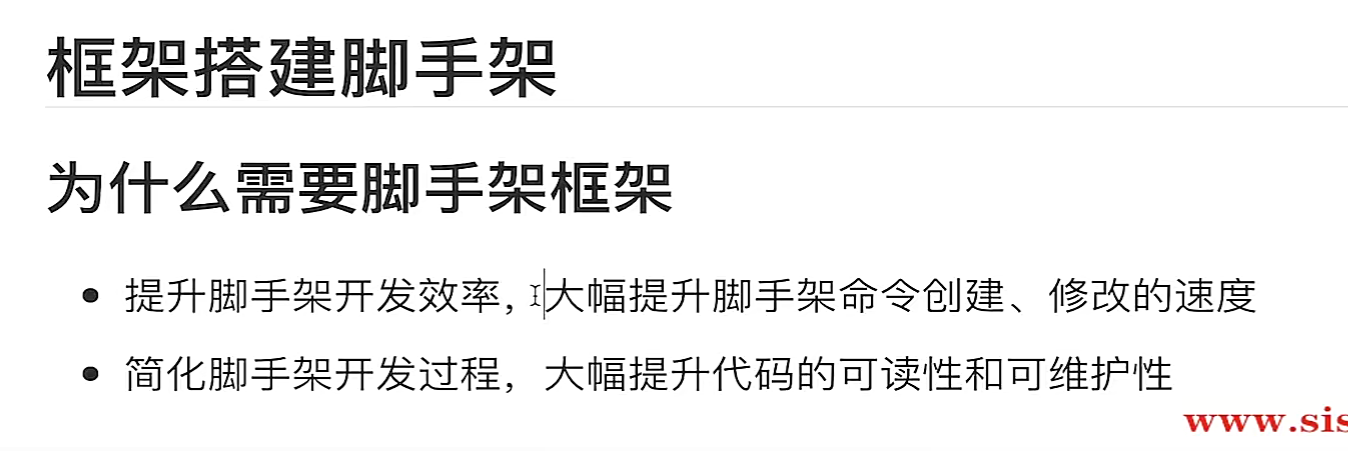 框架搭建脚手架
为什么需要脚手架框架
提升脚手架开发效率，大幅提升脚手架命令创建、修改的速度
简化脚手架开发过程，大幅提升代码的可读性和可维护性
www.sis